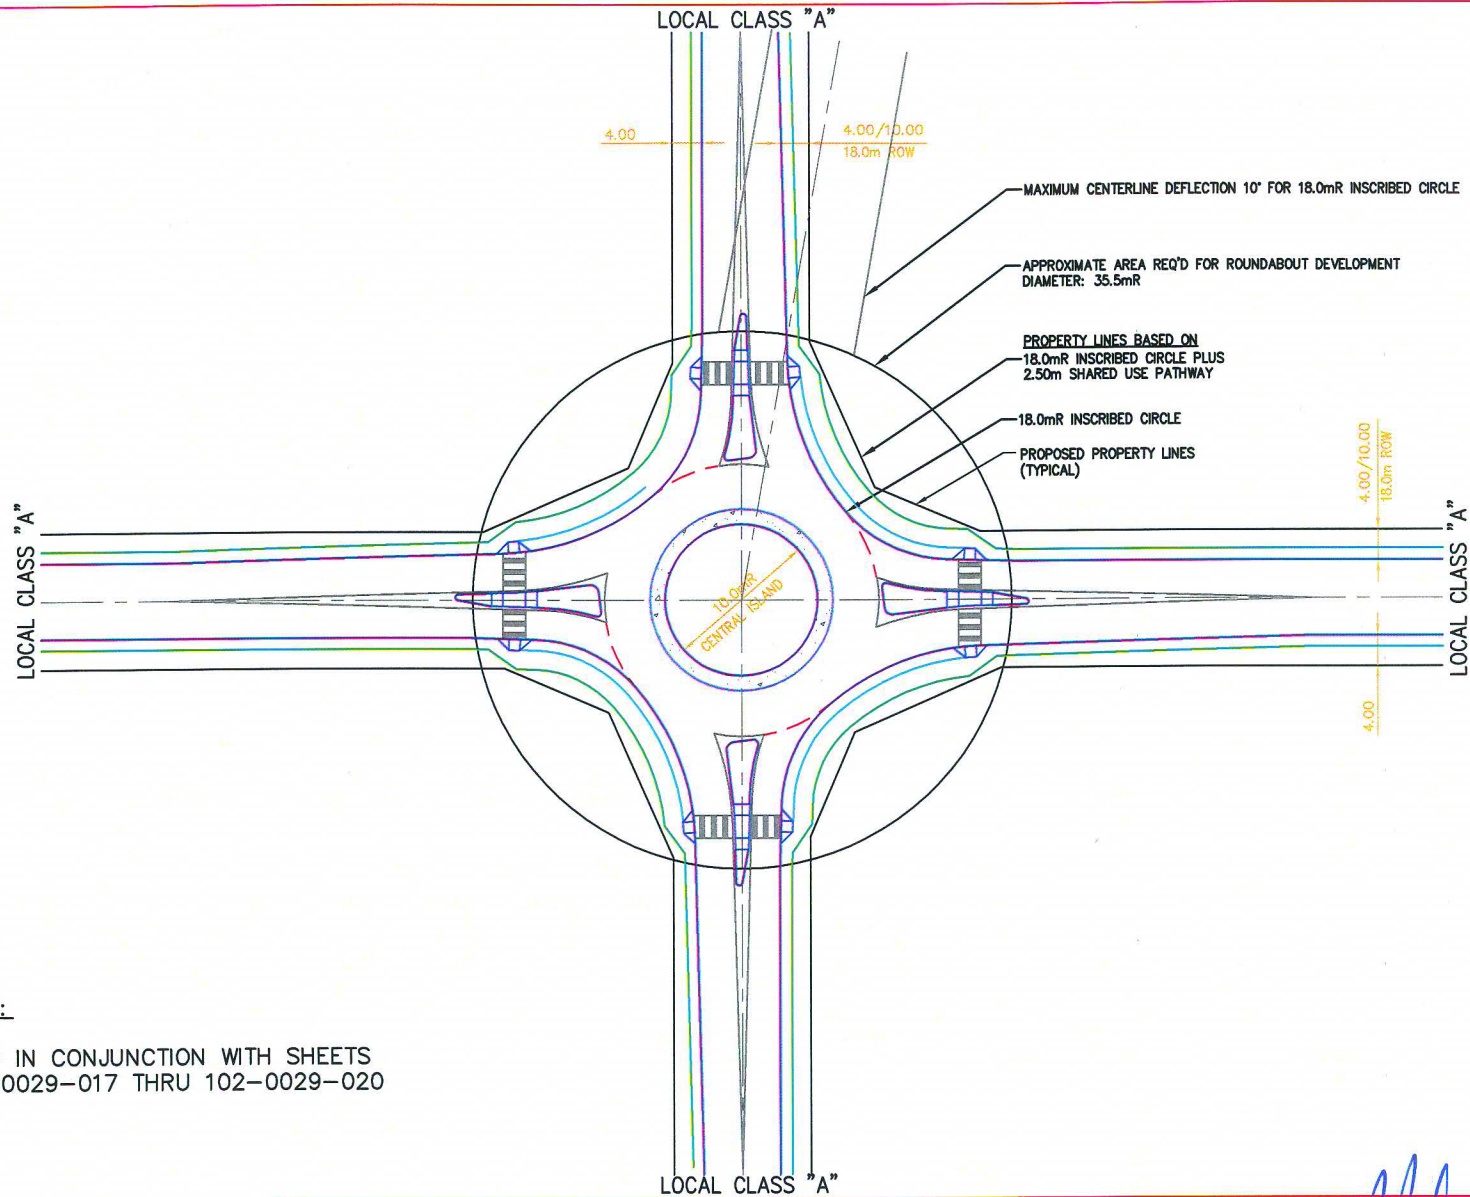 LOCAL CLASS "A"
4.00
4.00/10.00
18.0m ROW
MAXIMUM CENTERLINE DEFLECTION 10° FOR 18.0mR INSCRIBED CIRCLE
APPROXIMATE AREA REQ'D FOR ROUNDABOUT DEVELOPMENT
DIAMETER: 35.5mR
PROPERTY LINES BASED ON
18.0mR INSCRIBED CIRCLE PLUS
2.50m SHARED USE PATHWAY
18.0mR INSCRIBED CIRCLE
PROPOSED PROPERTY LINES
(TYPICAL)
4.00/10.00
18.0m ROW
LOCAL CLASS "A"
LOCAL CLASS "A"
10.0mR
CENTRAL ISLAND
4.00
IN CONJUNCTION WITH SHEETS
0029-017 THRU 102-0029-020
LOCAL CLASS "A"